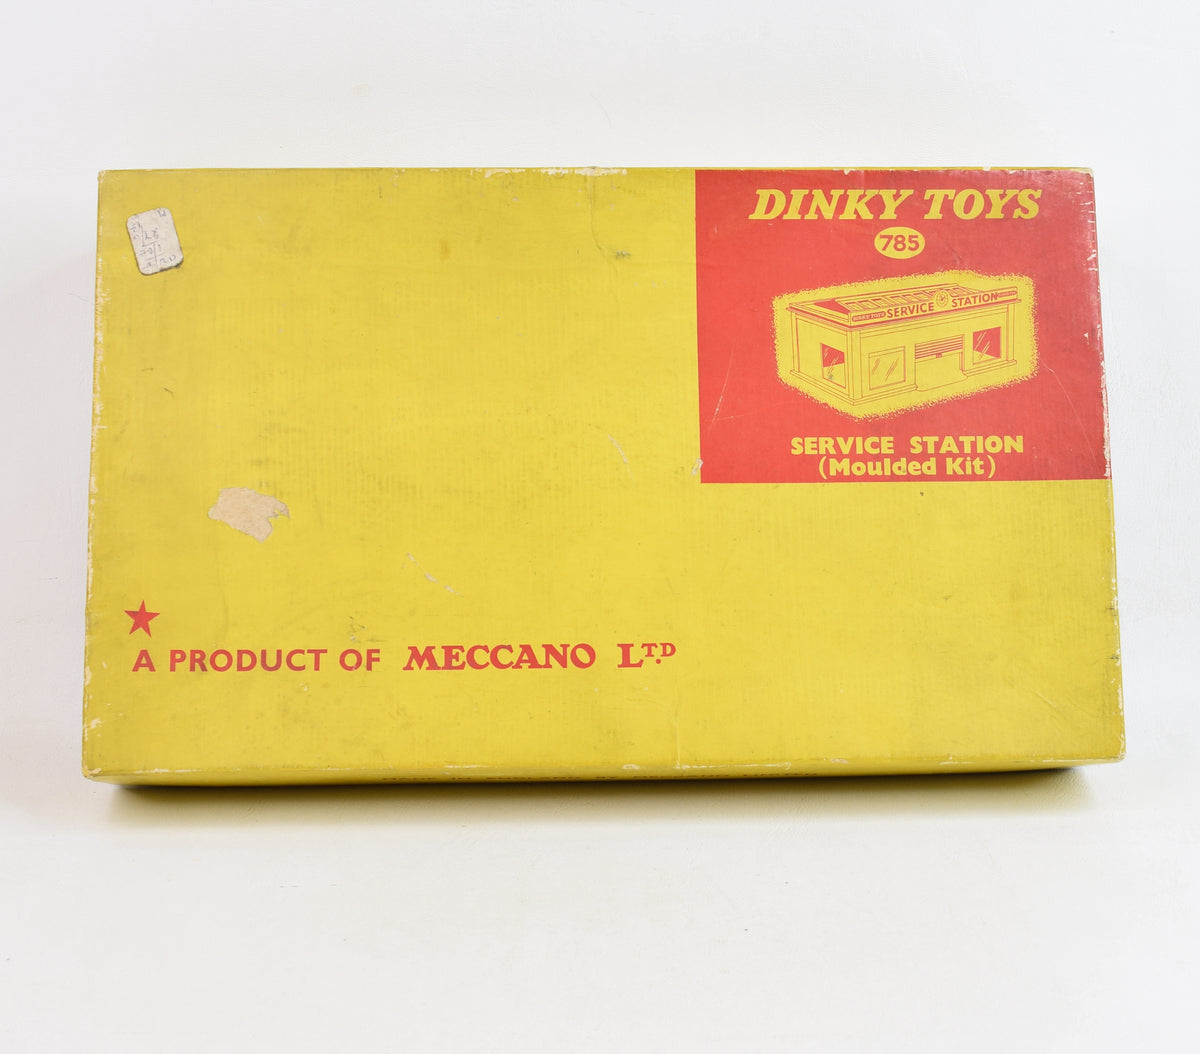 DINKY TOYS
785
DINKY TOYS SERVICE STATION
SERVICE STATION
(Moulded Kit)
A PRODUCT OF MECCANO LTD